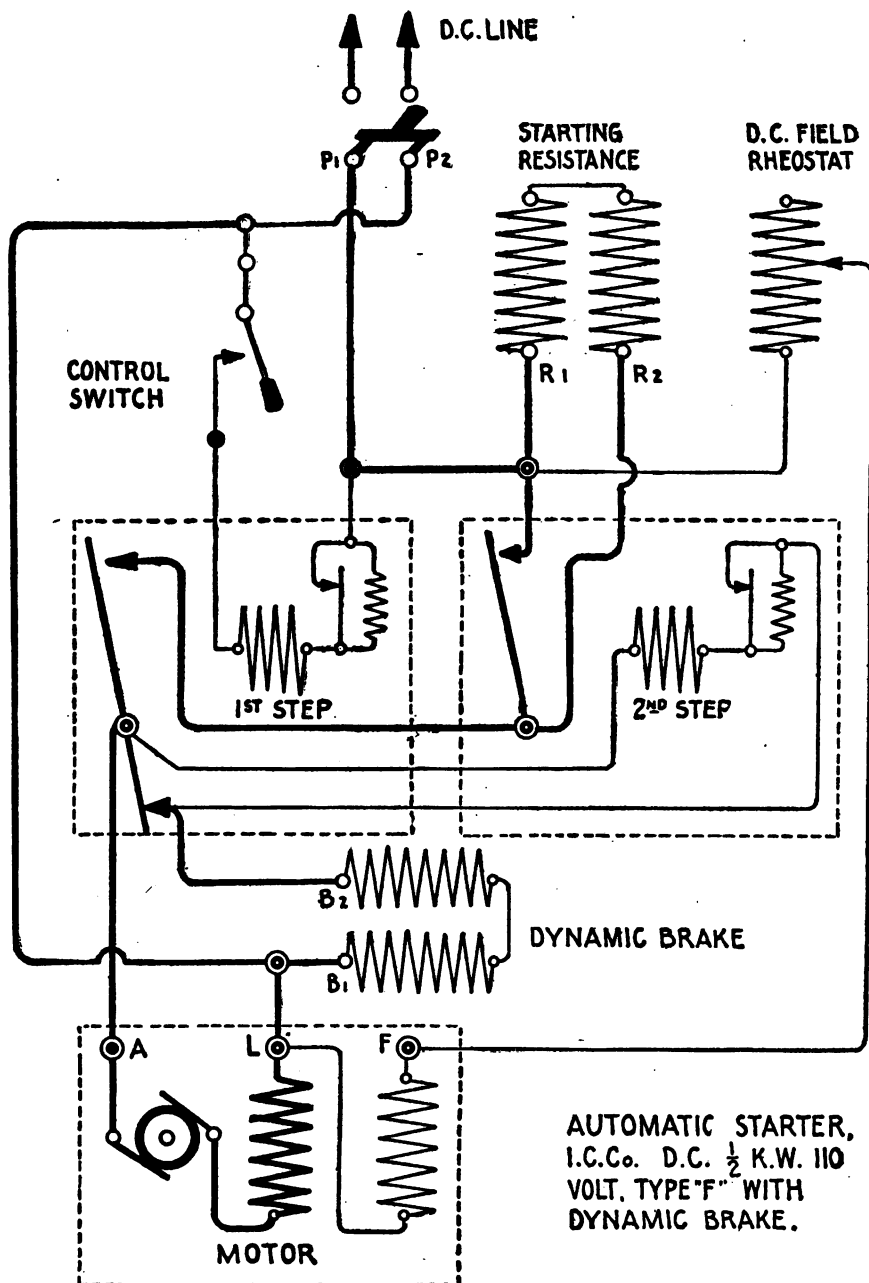 D.C. LINE
P1
P2
STARTING
RESISTANCE
D.C. FIELD
RHEOSTAT
R1
R2
CONTROL
SWITCH
1ST STEP
2ND STEP
B2
DYNAMIC BRAKE
B1
A
L
F
MOTOR
AUTOMATIC STARTER,
I.C.Co. D.C. ½ K.W. 110
VOLT. TYPE "F" WITH
DYNAMIC BRAKE.